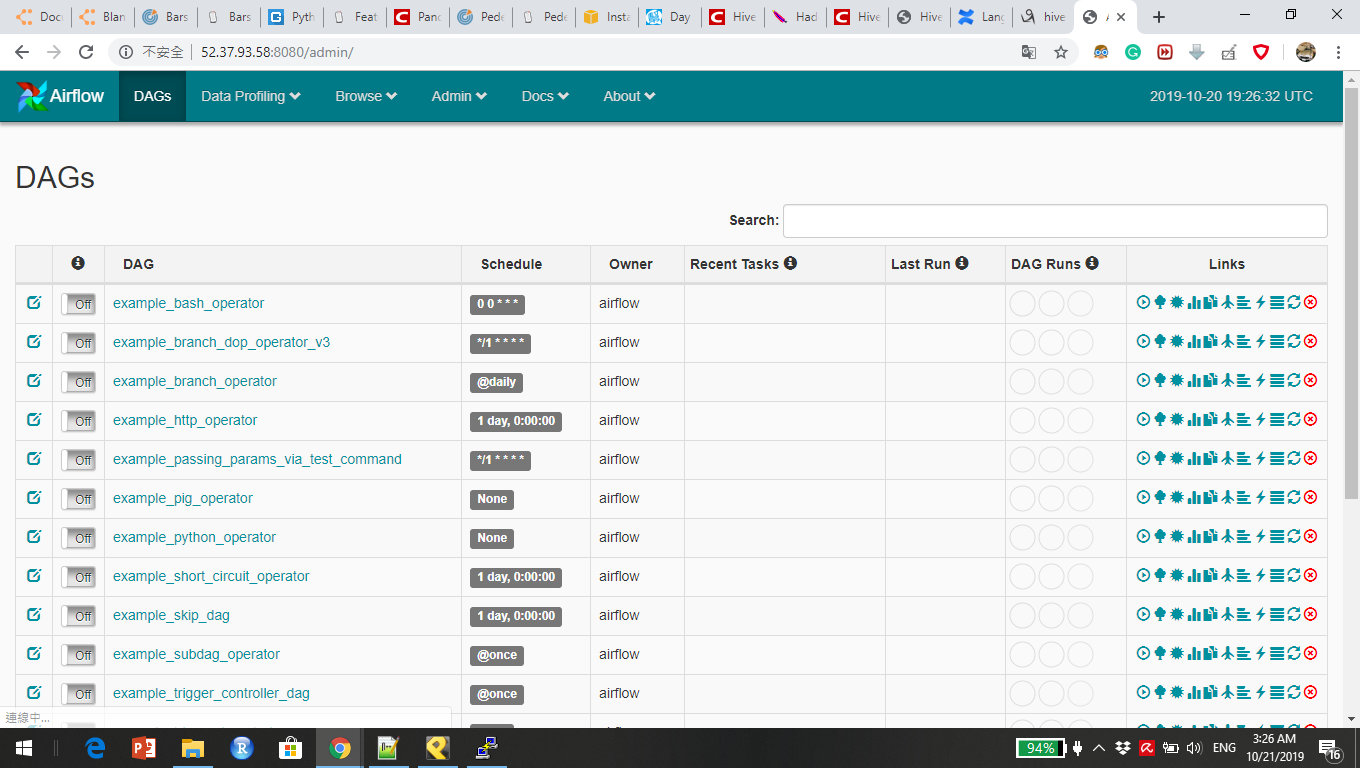 Doc
Blan
Bars
Bars
Pyth
Feat
Panc
Pede
Pede
Insta
Day
Hive
Had
Hive
Hive
Lang
hive
不安全 52.37.93.58:8080/admin/
Airflow DAGs Data Profiling Browse Admin Docs About 2019-10-20 19:26:32 UTC
DAGs
Search:
DAG Schedule Owner Recent Tasks Last Run DAG Runs Links
Off example_bash_operator 0 0 * * * airflow
Off example_branch_dop_operator_v3 */1 * * * * airflow
Off example_branch_operator @daily airflow
Off example_http_operator 1 day, 0:00:00 airflow
Off example_passing_params_via_test_command */1 * * * * airflow
Off example_pig_operator None airflow
Off example_python_operator None airflow
Off example_short_circuit_operator 1 day, 0:00:00 airflow
Off example_skip_dag 1 day, 0:00:00 airflow
Off example_subdag_operator @once airflow
Off example_trigger_controller_dag @once airflow
連線中...
94% ENG 3:26 AM
10/21/2019
16